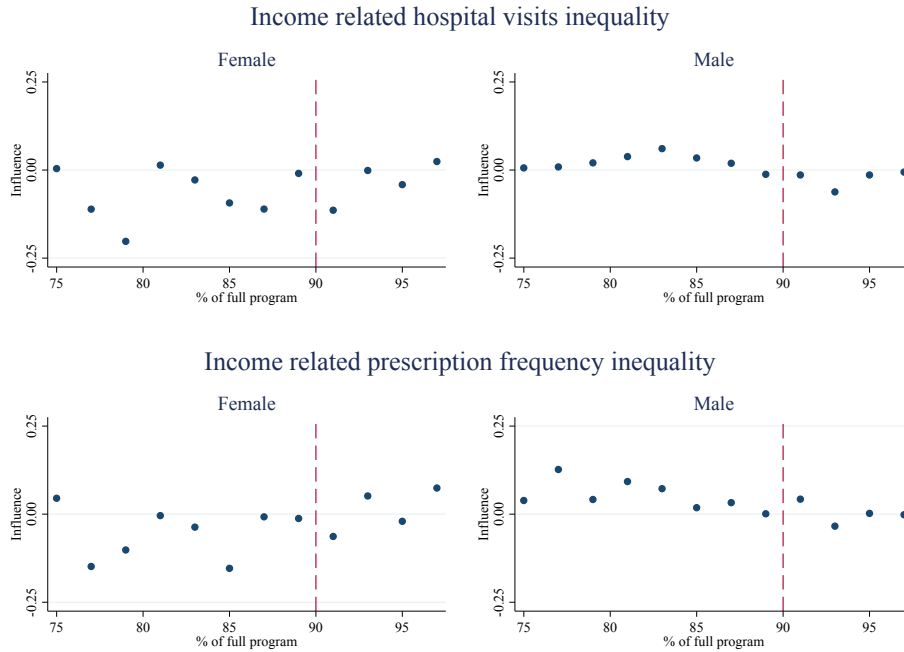 Income related hospital visits inequality
Female
Male
0.25
0.00
-0.25
Influence
75 80 85 90 95
% of full program
0.25
0.00
-0.25
Influence
75 80 85 90 95
% of full program
Income related prescription frequency inequality
Female
Male
0.25
0.00
-0.25
Influence
75 80 85 90 95
% of full program
0.25
0.00
-0.25
Influence
75 80 85 90 95
% of full program